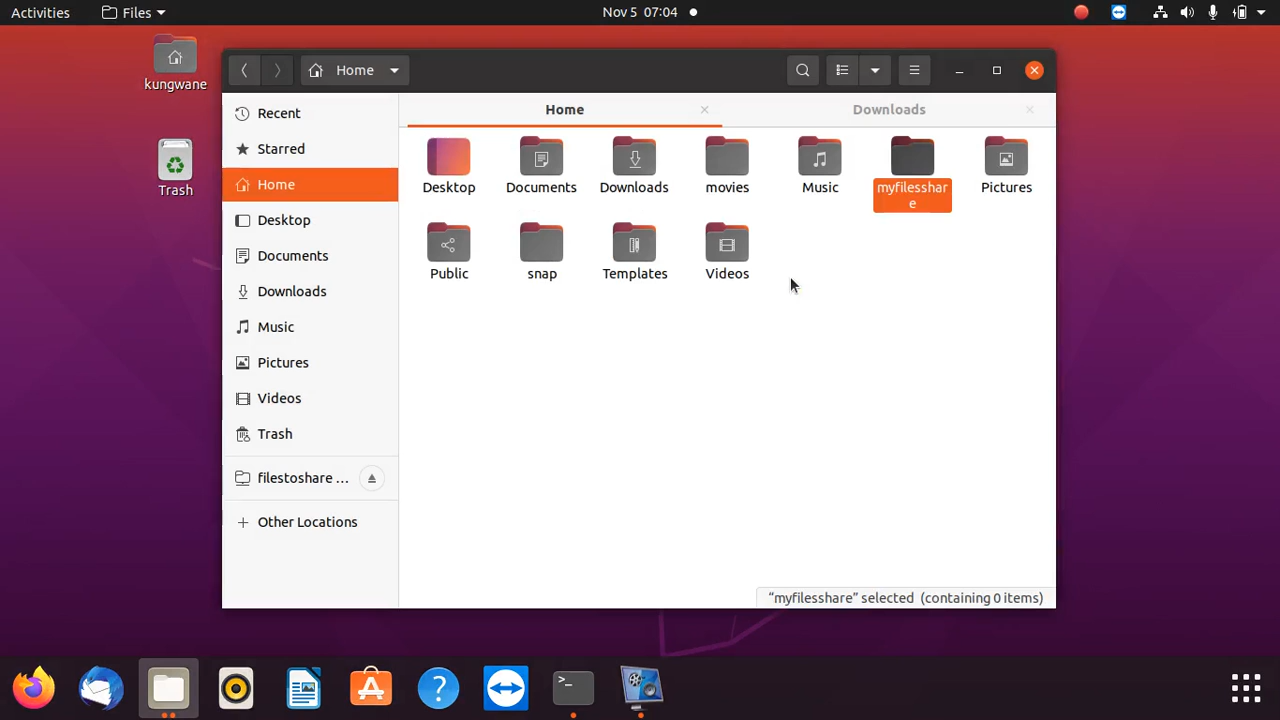 Activities
Files
Nov 5 07:04
kungwane
Trash
Home
Recent
Starred
Home
Desktop
Documents
Downloads
Music
Pictures
Videos
Trash
filestoshare ...
Other Locations
Home
Downloads
Desktop
Documents
Downloads
movies
Music
myfilesshar
e
Pictures
Public
snap
Templates
Videos
“myfilesshare” selected (containing 0 items)
>_
?
A